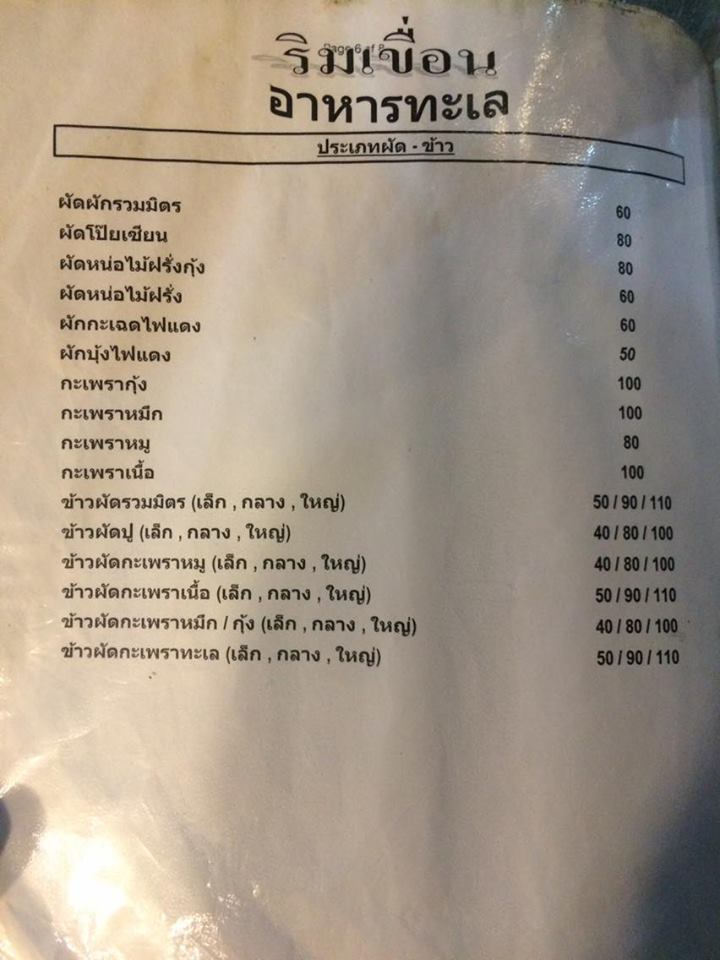 Page 6 of 8
ริมเขื่อน
อาหารทะเล
ประเภทผัด - ข้าว
ผัดผักรวมมิตร 60
ผัดโป๊ยเซียน 80
ผัดหน่อไม้ฝรั่งกุ้ง 80
ผัดหน่อไม้ฝรั่ง 60
ผักกะเฉดไฟแดง 60
ผักบุ้งไฟแดง 50
กะเพรากุ้ง 100
กะเพราหมึก 100
กะเพราหมู 80
กะเพราเนื้อ 100
ข้าวผัดรวมมิตร (เล็ก , กลาง , ใหญ่) 50 / 90 / 110
ข้าวผัดปู (เล็ก , กลาง , ใหญ่) 40 / 80 / 100
ข้าวผัดกะเพราหมู (เล็ก , กลาง , ใหญ่) 40 / 80 / 100
ข้าวผัดกะเพราเนื้อ (เล็ก , กลาง , ใหญ่) 50 / 90 / 110
ข้าวผัดกะเพราหมึก / กุ้ง (เล็ก , กลาง , ใหญ่) 40 / 80 / 100
ข้าวผัดกะเพราทะเล (เล็ก , กลาง , ใหญ่) 50 / 90 / 110